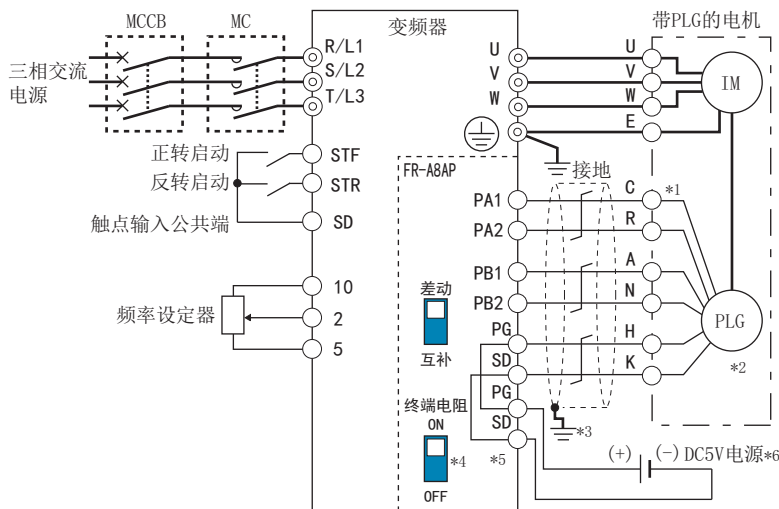 MCCB
MC
变频器
带PLG的电机
三相交流
电源
R/L1
S/L2
T/L3
U
V
W
U
V
W
E
IM
正转启动
反转启动
触点输入公共端
STF
STR
SD
FR-A8AP
接地
PA1
PA2
PB1
PB2
PG
SD
PG
SD
C
*1
R
A
N
H
K
PLG
*2
频率设定器
10
2
5
差动
互补
终端电阻
ON
*4
OFF
*5
*3
(+)
(−)
DC5V电源*6